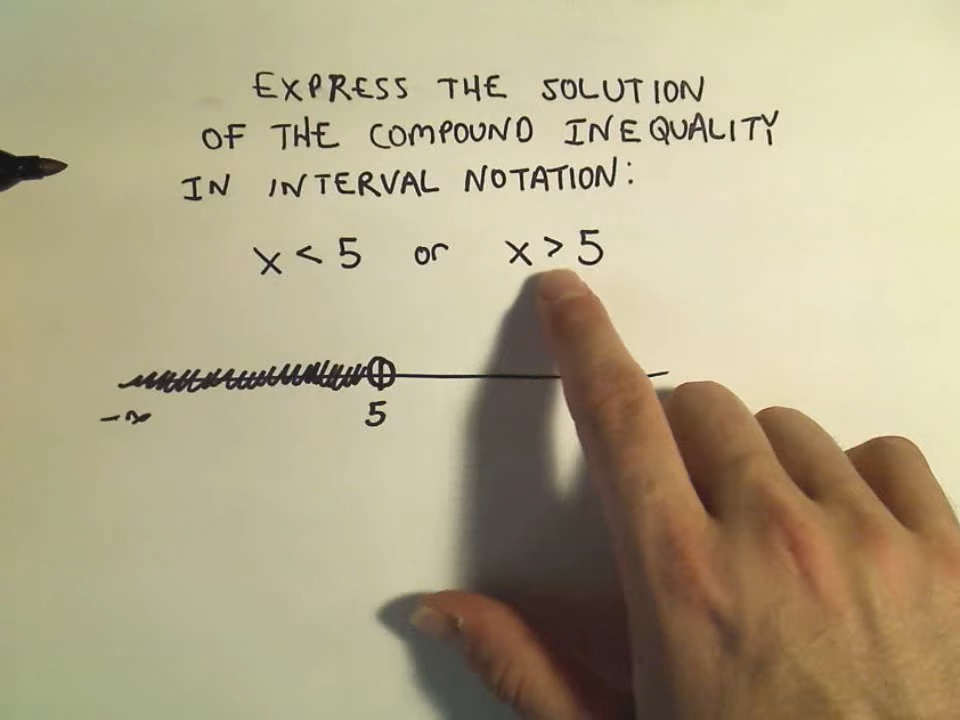 EXPRESS THE SOLUTION
OF THE COMPOUND INEQUALITY
IN INTERVAL NOTATION:
x < 5 or x > 5
-∞ 5